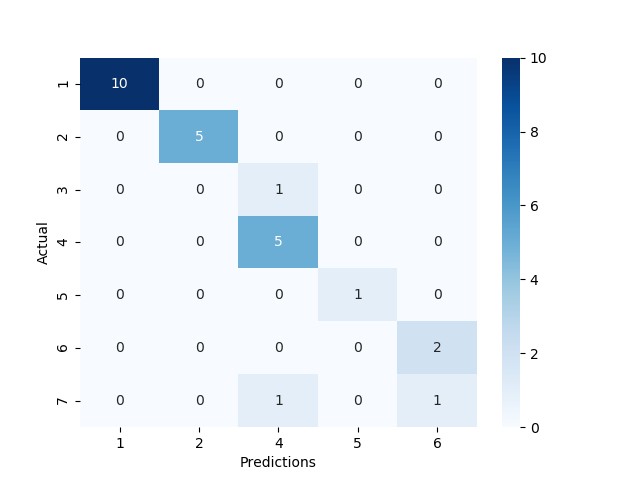 1 10 0 0 0 0
2 0 5 0 0 0
3 0 0 1 0 0
4 0 0 5 0 0
5 0 0 0 1 0
6 0 0 0 0 2
7 0 0 1 0 1
1 2 4 5 6
Actual
Predictions
10
8
6
4
2
0